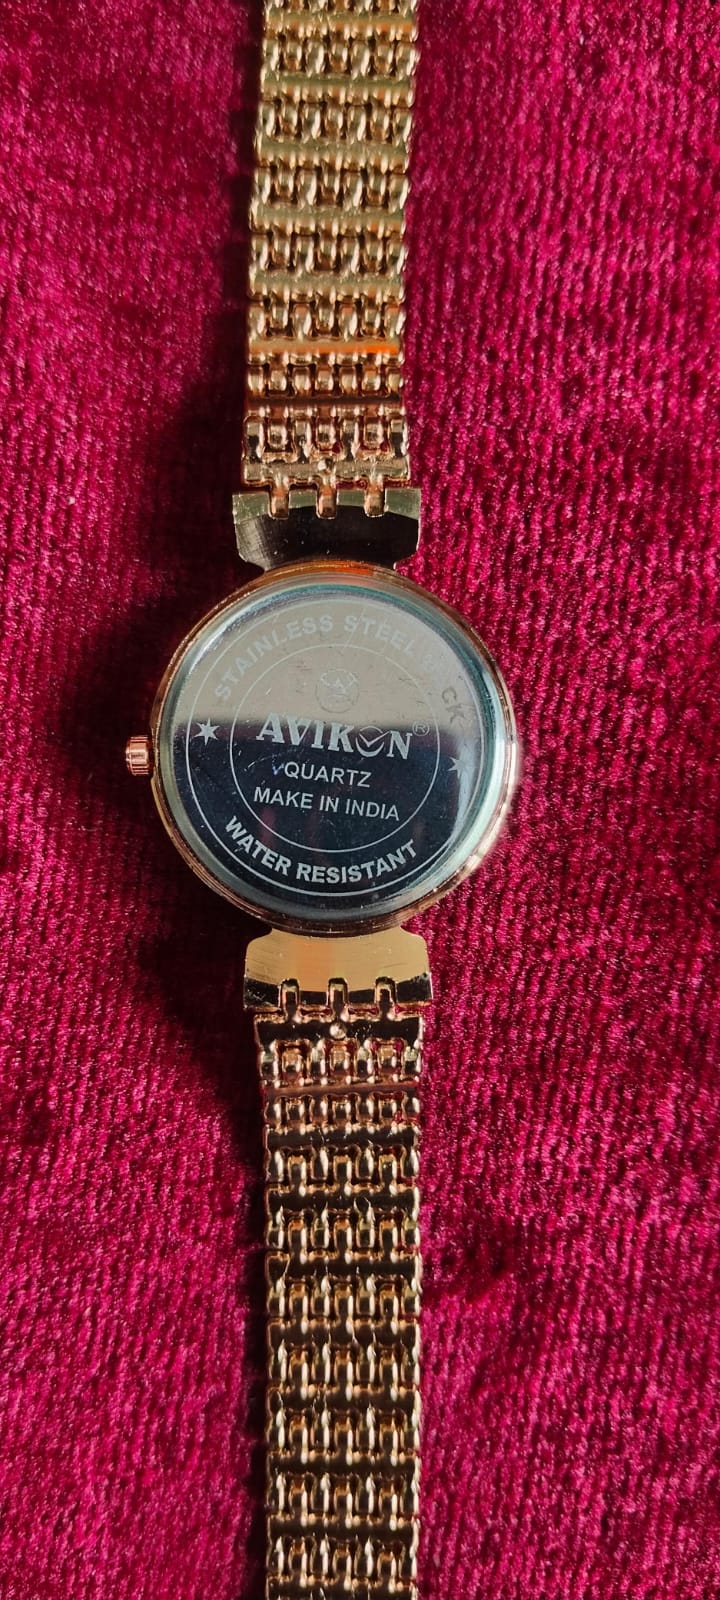 STAINLESS STEEL BACK
AVIKON®
QUARTZ
MAKE IN INDIA
WATER RESISTANT